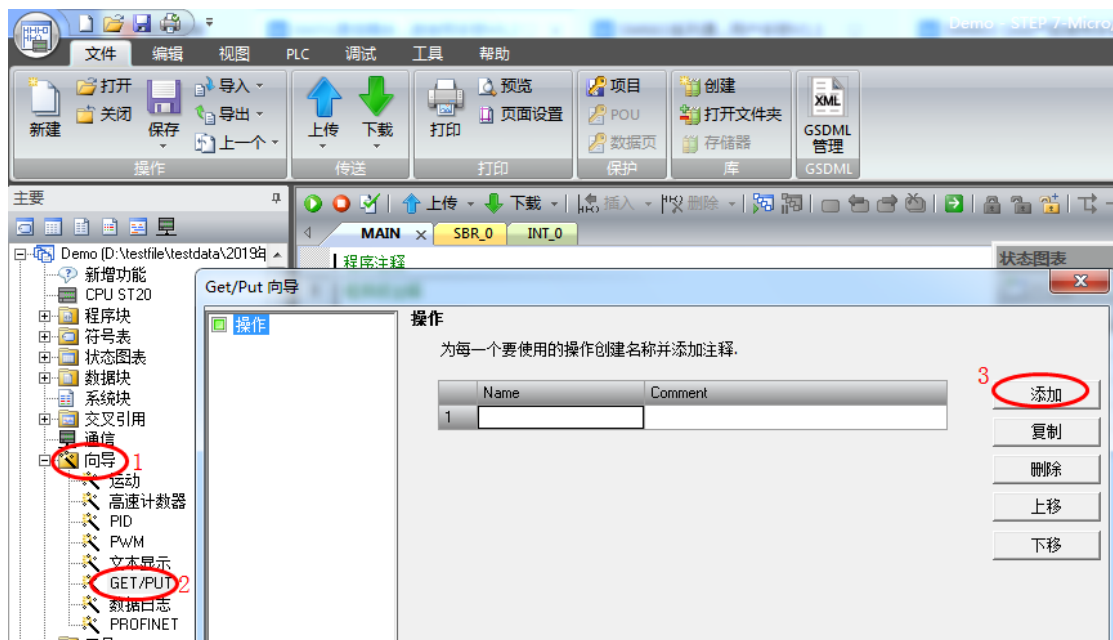 Demo - STEP 7-Micro/
文件 编辑 视图 PLC 调试 工具 帮助
新建 打开 关闭 保存 导入 导出 上一个 上传 下载 打印 预览 页面设置 项目 POU 数据页 创建 打开文件夹 存储器 XML GSDML 管理
操作 传送 打印 保护 库 GSDML
主要
上传 下载 插入 删除
MAIN SBR_0 INT_0
程序注释
状态图表
Demo (D:\testfile\testdata\2019年
新增功能
CPU ST20
程序块
符号表
状态图表
数据块
系统块
交叉引用
通信
向导 1
运动
高速计数器
PID
PWM
文本显示
GET/PUT 2
数据日志
PROFINET
Get/Put 向导
操作
操作
为每一个要使用的操作创建名称并添加注释.
Name Comment
1
3
添加
复制
删除
上移
下移